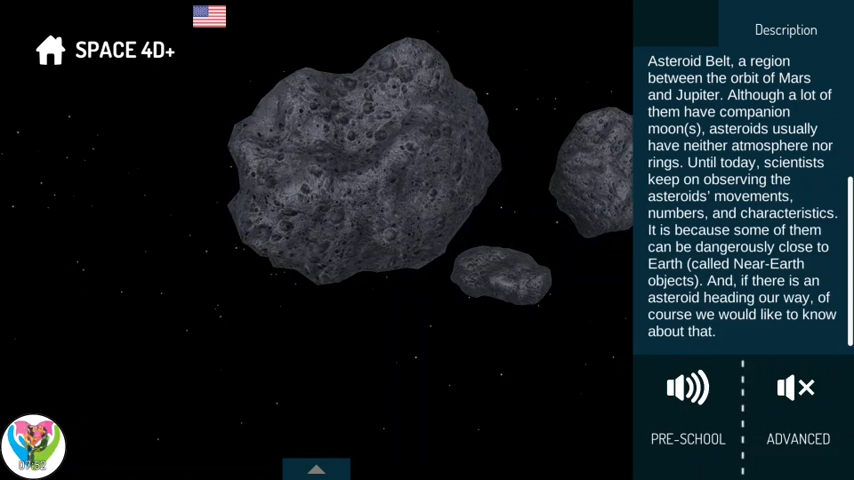 SPACE 4D+
Description
Asteroid Belt, a region
between the orbit of Mars
and Jupiter. Although a lot of
them have companion
moon(s), asteroids usually
have neither atmosphere nor
rings. Until today, scientists
keep on observing the
asteroids' movements,
numbers, and characteristics.
It is because some of them
can be dangerously close to
Earth (called Near-Earth
objects). And, if there is an
asteroid heading our way, of
course we would like to know
about that.
PRE-SCHOOL
ADVANCED